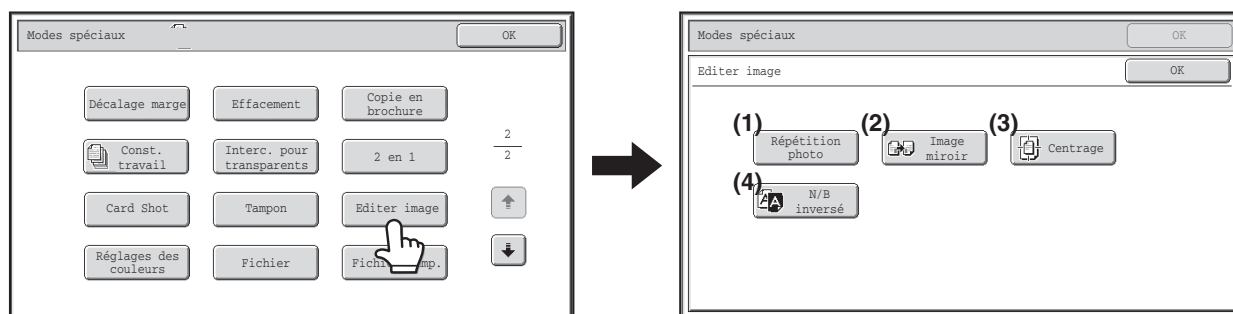 Modes spéciaux
OK
Décalage marge
Effacement
Copie en
brochure
Const.
travail
Interc. pour
transparents
2 en 1
2
2
Card Shot
Tampon
Editer image
Réglages des
couleurs
Fichier
Modes spéciaux
OK
Editer image
OK
(1)
Répétition
photo
(2)
Image
miroir
(3)
Centrage
(4)
N/B
inversé